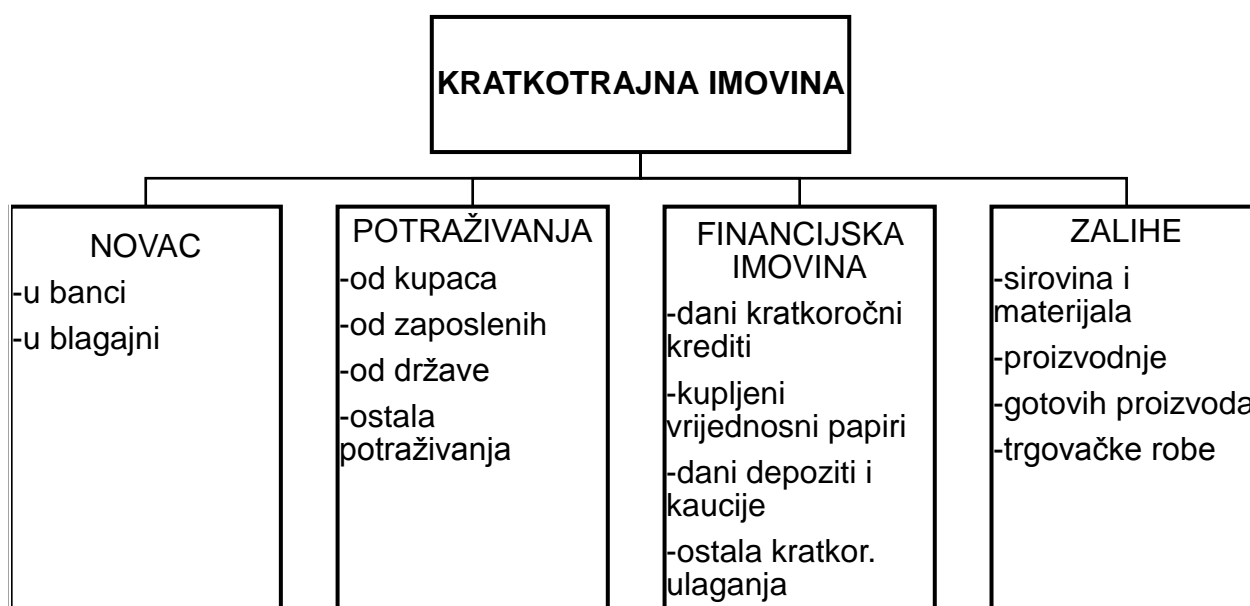 KRATKOTRAJNA IMOVINA
NOVAC
-u banci
-u blagajni
POTRAŽIVANJA
-od kupaca
-od zaposlenih
-od države
-ostala
potraživanja
FINANCIJSKA
IMOVINA
-dani kratkoročni
krediti
-kupljeni
vrijednosni papiri
-dani depoziti i
kaucije
-ostala kratkor.
ulaganja
ZALIHE
-sirovina i
materijala
-proizvodnje
-gotovih proizvoda
-trgovačke robe